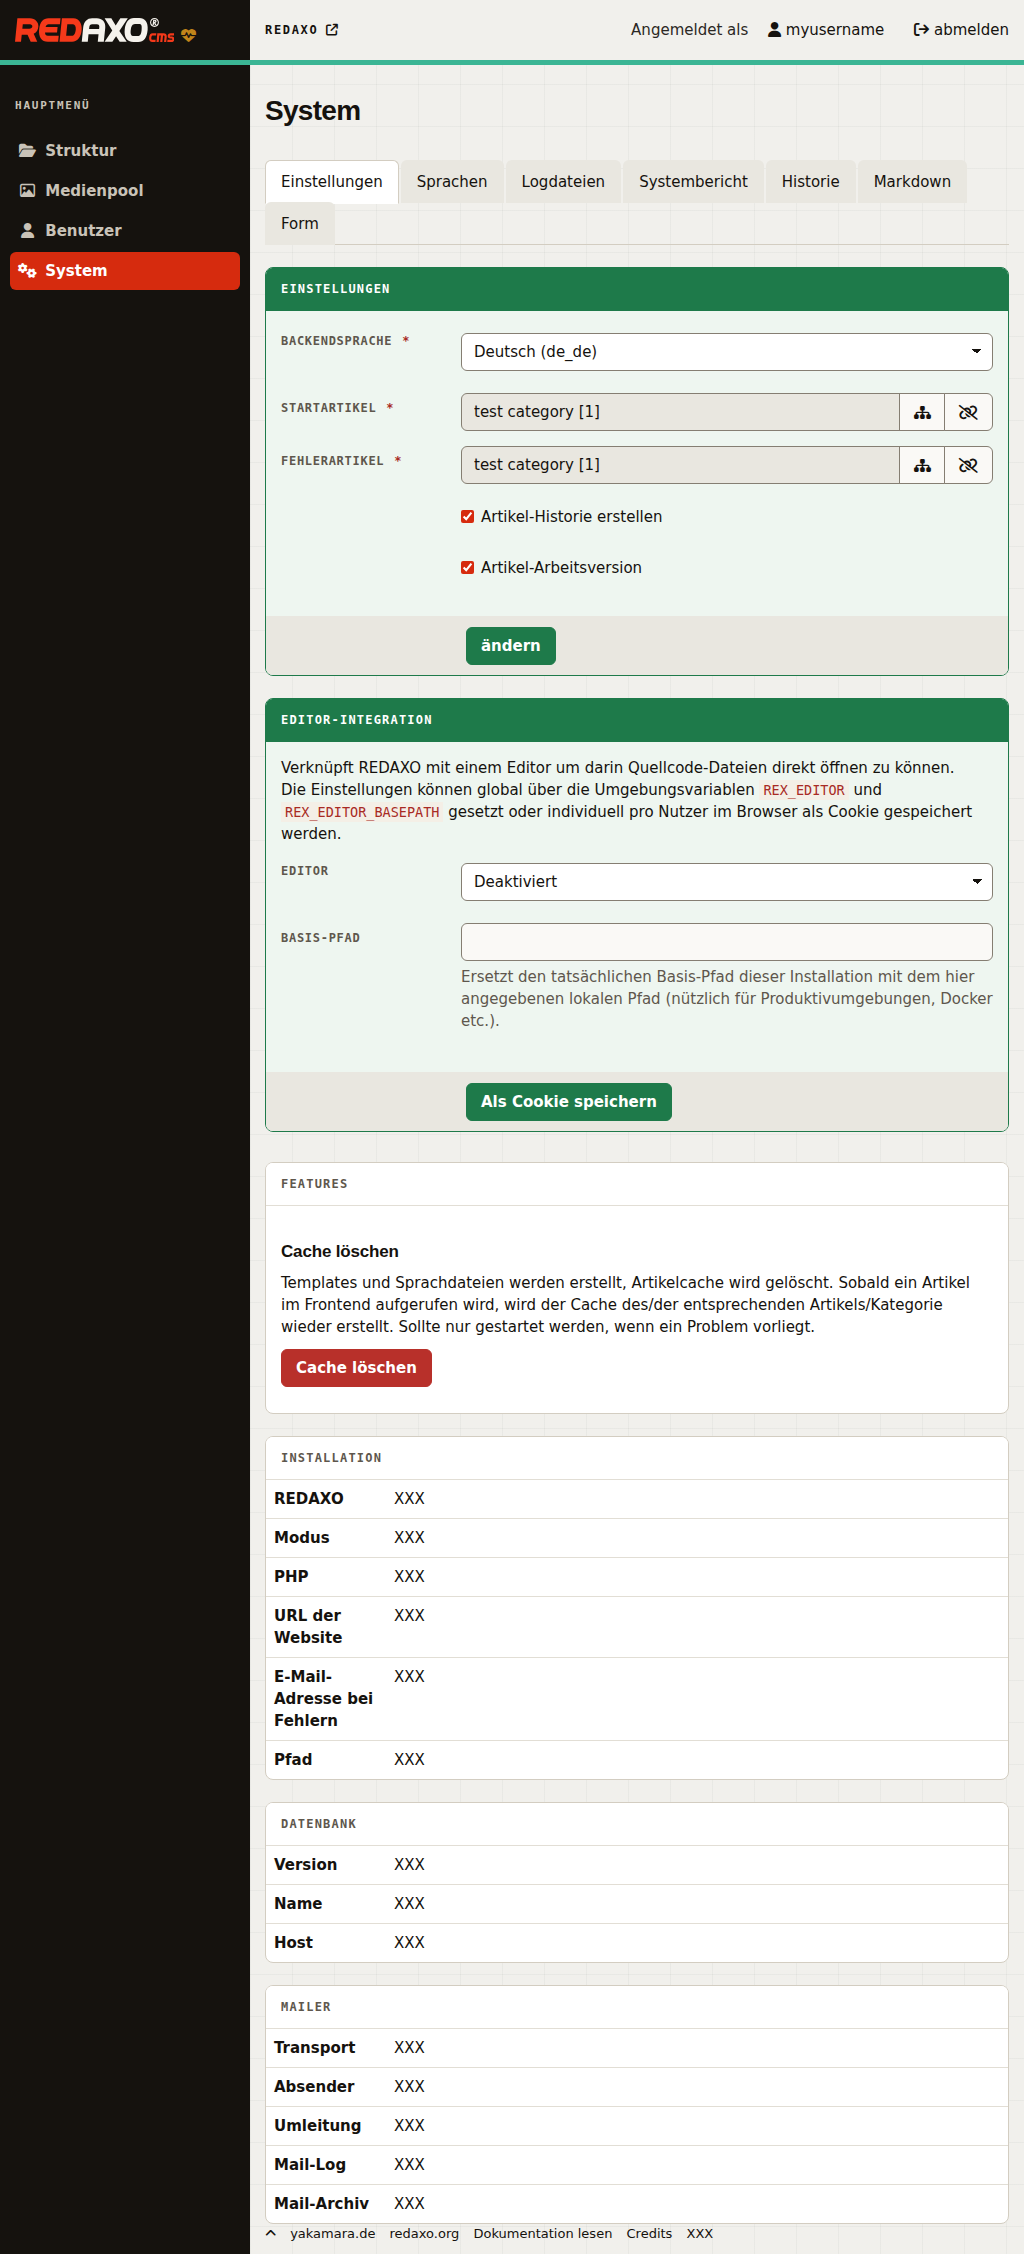 REDAXO® cms
REDAXO
Angemeldet als myusername abmelden
HAUPTMENÜ
Struktur
Medienpool
Benutzer
System
System
Einstellungen Sprachen Logdateien Systembericht Historie Markdown
Form
EINSTELLUNGEN
BACKENDSPRACHE *
Deutsch (de_de)
STARTARTIKEL *
test category [1]
FEHLERARTIKEL *
test category [1]
Artikel-Historie erstellen
Artikel-Arbeitsversion
ändern
EDITOR-INTEGRATION
Verknüpft REDAXO mit einem Editor um darin Quellcode-Dateien direkt öffnen zu können.
Die Einstellungen können global über die Umgebungsvariablen REX_EDITOR und
REX_EDITOR_BASEPATH gesetzt oder individuell pro Nutzer im Browser als Cookie gespeichert
werden.
EDITOR
Deaktiviert
BASIS-PFAD
Ersetzt den tatsächlichen Basis-Pfad dieser Installation mit dem hier
angegebenen lokalen Pfad (nützlich für Produktivumgebungen, Docker
etc.).
Als Cookie speichern
FEATURES
Cache löschen
Templates und Sprachdateien werden erstellt, Artikelcache wird gelöscht. Sobald ein Artikel
im Frontend aufgerufen wird, wird der Cache des/der entsprechenden Artikels/Kategorie
wieder erstellt. Sollte nur gestartet werden, wenn ein Problem vorliegt.
Cache löschen
INSTALLATION
REDAXO XXX
Modus XXX
PHP XXX
URL der XXX
Website
E-Mail- XXX
Adresse bei
Fehlern
Pfad XXX
DATENBANK
Version XXX
Name XXX
Host XXX
MAILER
Transport XXX
Absender XXX
Umleitung XXX
Mail-Log XXX
Mail-Archiv XXX
yakamara.de redaxo.org Dokumentation lesen Credits XXX